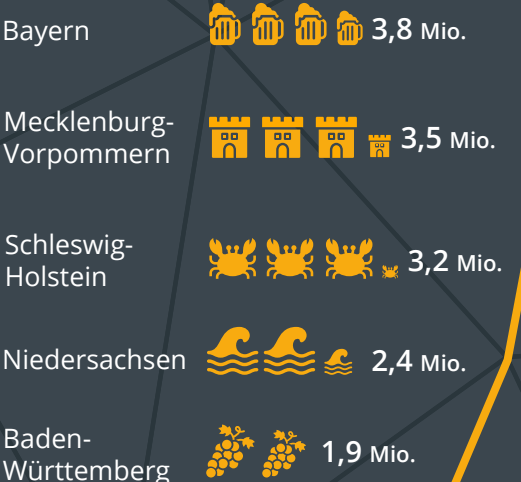 Bayern 3,8 Mio.
Mecklenburg-
Vorpommern 3,5 Mio.
Schleswig-
Holstein 3,2 Mio.
Niedersachsen 2,4 Mio.
Baden-
Württemberg 1,9 Mio.